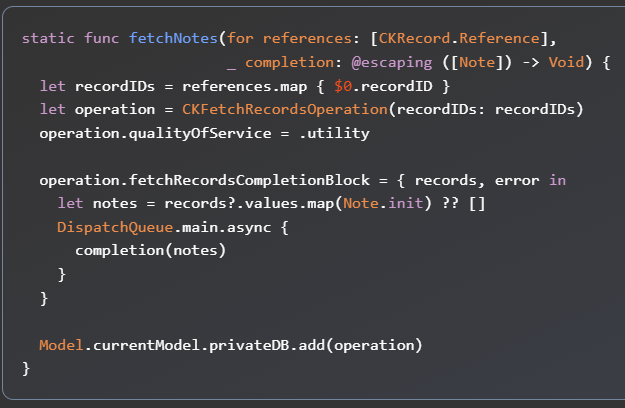 static func fetchNotes(for references: [CKRecord.Reference],
_ completion: @escaping ([Note]) -> Void) {
let recordIDs = references.map { $0.recordID }
let operation = CKFetchRecordsOperation(recordIDs: recordIDs)
operation.qualityOfService = .utility
operation.fetchRecordsCompletionBlock = { records, error in
let notes = records?.values.map(Note.init) ?? []
DispatchQueue.main.async {
completion(notes)
}
}
Model.currentModel.privateDB.add(operation)
}